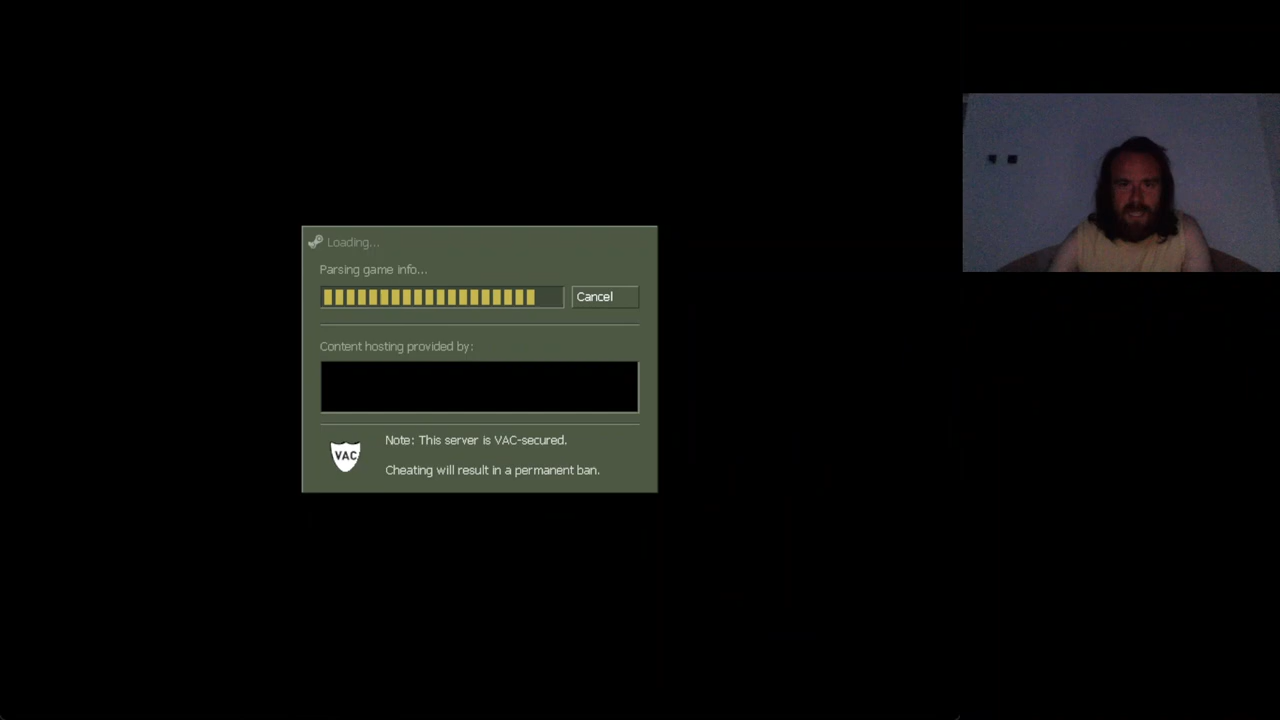 Loading...
Parsing game info...
Cancel
Content hosting provided by:
Note: This server is VAC-secured.
VAC
Cheating will result in a permanent ban.